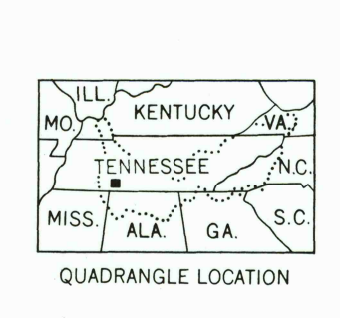 ILL.
KENTUCKY
MO.
VA.
TENNESSEE
N.C.
MISS.
ALA.
GA.
S.C.
QUADRANGLE LOCATION